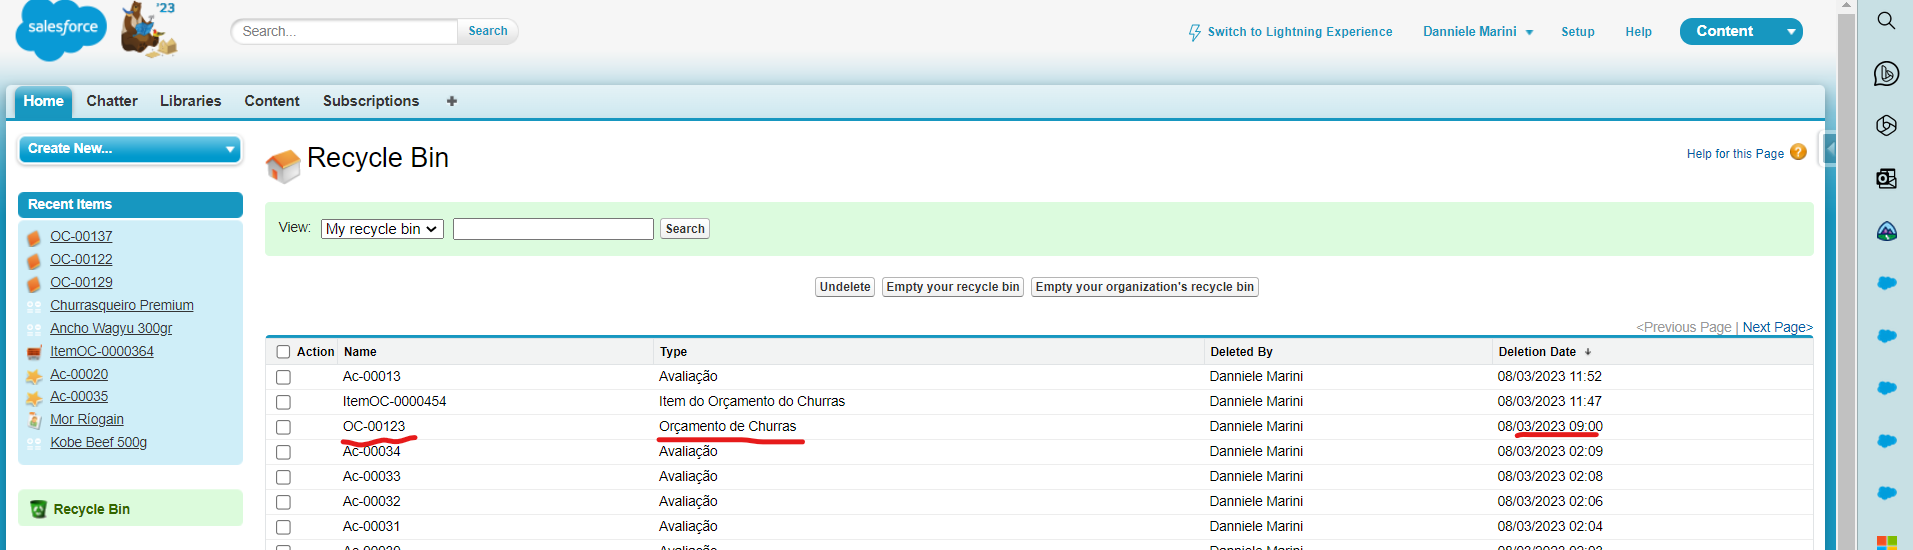 salesforce
'23
Search...
Search
Switch to Lightning Experience
Danniele Marini
Setup
Help
Content
Home
Chatter
Libraries
Content
Subscriptions
+
Create New...
Recent Items
OC-00137
OC-00122
OC-00129
Churrasqueiro Premium
Ancho Wagyu 300gr
ItemOC-0000364
Ac-00020
Ac-00035
Mor Ríogain
Kobe Beef 500g
Recycle Bin
Recycle Bin
Help for this Page ?
View: My recycle bin Search
Undelete Empty your recycle bin Empty your organization's recycle bin
<Previous Page | Next Page>
Action Name Type Deleted By Deletion Date
Ac-00013 Avaliação Danniele Marini 08/03/2023 11:52
ItemOC-0000454 Item do Orçamento do Churras Danniele Marini 08/03/2023 11:47
OC-00123 Orçamento de Churras Danniele Marini 08/03/2023 09:00
Ac-00034 Avaliação Danniele Marini 08/03/2023 02:09
Ac-00033 Avaliação Danniele Marini 08/03/2023 02:08
Ac-00032 Avaliação Danniele Marini 08/03/2023 02:06
Ac-00031 Avaliação Danniele Marini 08/03/2023 02:04